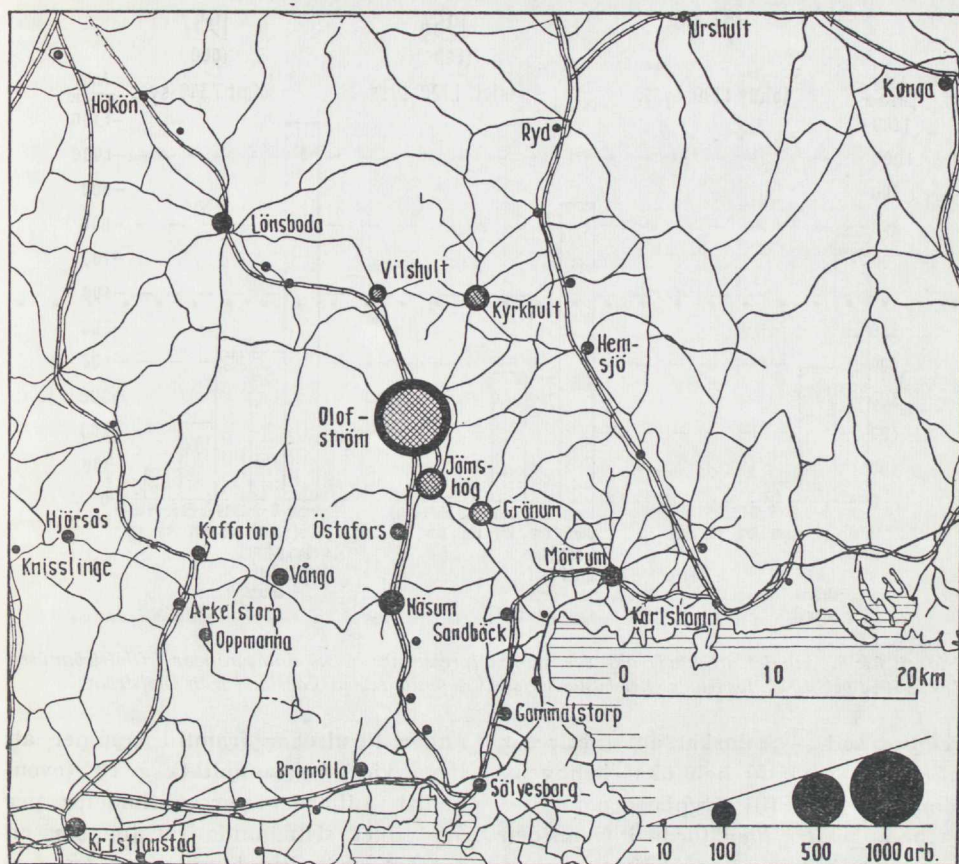 Urshult
Konga
Hökön
Ryd
Lönsboda
Vilshult
Kyrkhult
Hem-
sjö
Olof-
ström
Jäms-
hög
Gränum
Hjörsås
Kaffatorp
Ostafors
Knisslinge
Vånga
Mörrum
Arkelstorp
Näsum
Karlshamn
Sandbäck
Oppmanna
0 10 20 km
Gammalstorp
Bromölla
Sölvesborg
Kristianstad
10 100 500 1000 arb.